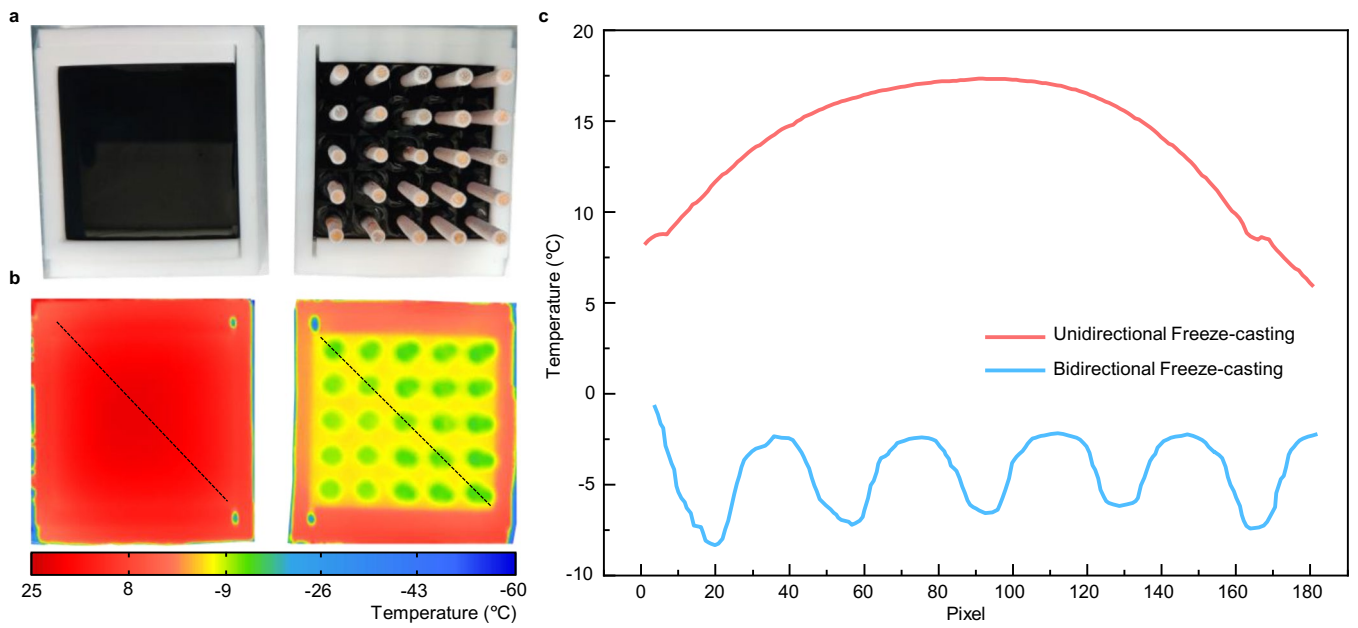 a
b
25 8 -9 -26 -43 -60
Temperature (°C)
c
20
15
10
5
0
-5
-10
Temperature (°C)
Unidirectional Freeze-casting
Bidirectional Freeze-casting
0 20 40 60 80 100 120 140 160 180
Pixel